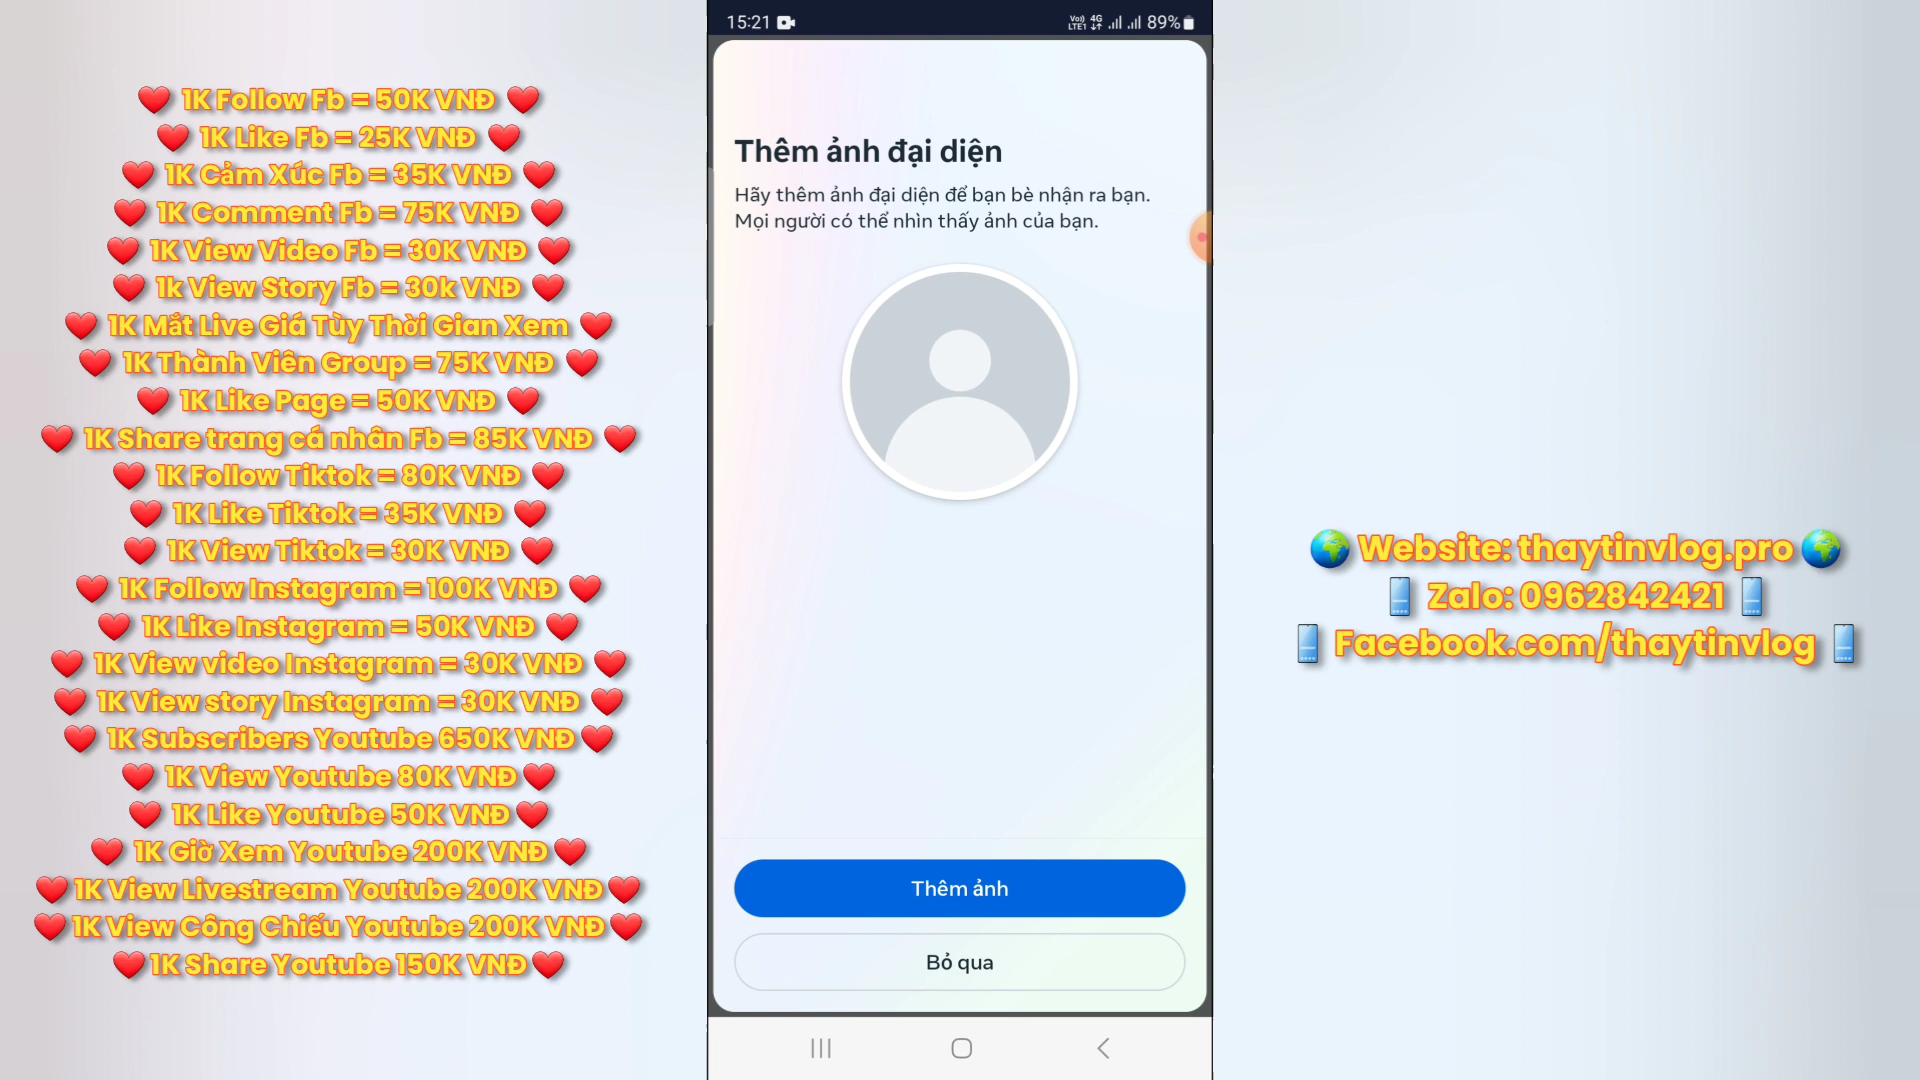 1K Follow Fb = 50K VNĐ
1K Like Fb = 25K VNĐ
1K Cảm Xúc Fb = 35K VNĐ
1K Comment Fb = 75K VNĐ
1K View Video Fb = 30K VNĐ
1k View Story Fb = 30k VNĐ
1K Mắt Live Giá Tùy Thời Gian Xem
1K Thành Viên Group = 75K VNĐ
1K Like Page = 50K VNĐ
1K Share trang cá nhân Fb = 85K VNĐ
1K Follow Tiktok = 80K VNĐ
1K Like Tiktok = 35K VNĐ
1K View Tiktok = 30K VNĐ
1K Follow Instagram = 100K VNĐ
1K Like Instagram = 50K VNĐ
1K View video Instagram = 30K VNĐ
1K View story Instagram = 30K VNĐ
1K Subscribers Youtube 650K VNĐ
1K View Youtube 80K VNĐ
1K Like Youtube 50K VNĐ
1K Giờ Xem Youtube 200K VNĐ
1K View Livestream Youtube 200K VNĐ
1K View Công Chiếu Youtube 200K VNĐ
1K Share Youtube 150K VNĐ
15:21 Vo)) LTE1 4G 89%
Thêm ảnh đại diện
Hãy thêm ảnh đại diện để bạn bè nhận ra bạn.
Mọi người có thể nhìn thấy ảnh của bạn.
Thêm ảnh
Bỏ qua
Website: thaytinvlog.pro
Zalo: 0962842421
Facebook.com/thaytinvlog